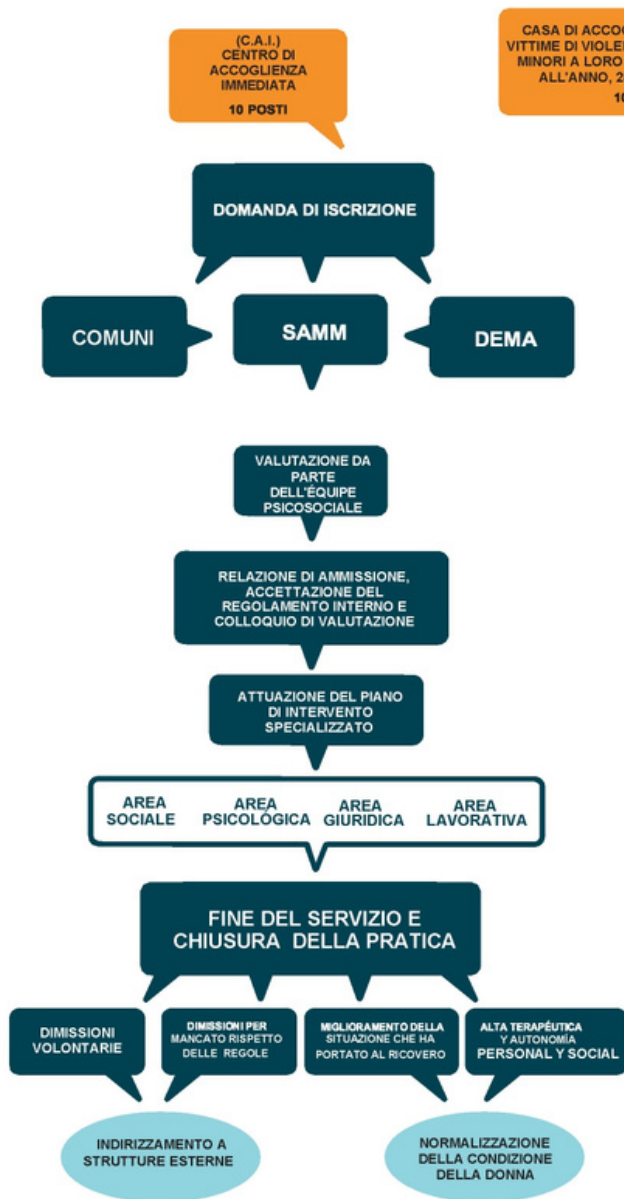 (C.A.I.)
CENTRO DI
ACCOGLIENZA
IMMEDIATA
10 POSTI
CASA DI
VITTIME DI
MINORI A LORO
ALL'ANNO,
DOMANDA DI ISCRIZIONE
COMUNI
SAMM
DEMA
VALUTAZIONE DA
PARTE
DELL'ÉQUIPE
PSICOSOCIALE
RELAZIONE DI AMMISSIONE,
ACCETTAZIONE DEL
REGOLAMENTO INTERNO E
COLLOQUIO DI VALUTAZIONE
ATTUAZIONE DEL PIANO
DI INTERVENTO
SPECIALIZZATO
AREA
SOCIALE
AREA
PSICOLÓGICA
AREA
GIURIDICA
AREA
LAVORATIVA
FINE DEL SERVIZIO E
CHIUSURA DELLA PRATICA
DIMISSIONI
VOLONTARIE
DIMISSIONI PER
MANCATO RISPETTO
DELLE REGOLE
MIGLIORAMENTO DELLA
SITUAZIONE CHE HA
PORTATO AL RICOVERO
ALTA TERAPÉUTICA
Y AUTONOMÍA
PERSONAL Y SOCIAL
INDIRIZZAMENTO A
STRUTTURE ESTERNE
NORMALIZZAZIONE
DELLA CONDIZIONE
DELLA DONNA